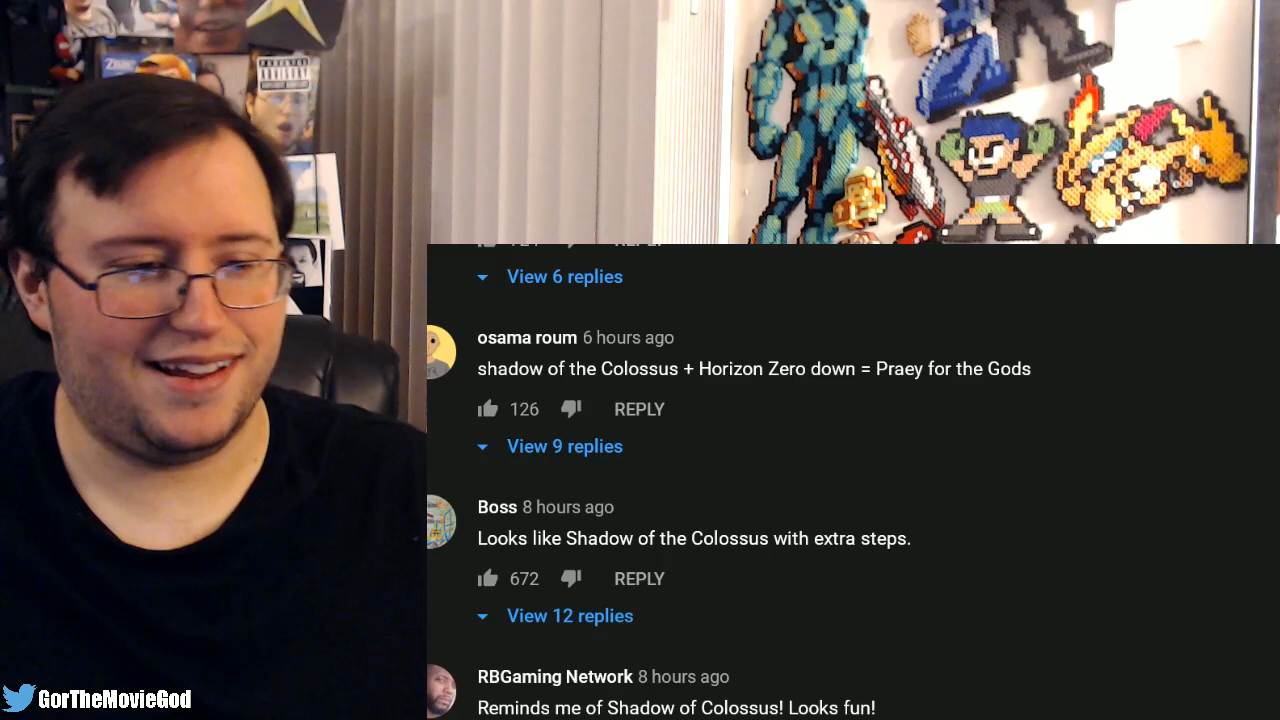 PARENTAL
ADVISORY
View 6 replies
osama roum 6 hours ago
shadow of the Colossus + Horizon Zero down = Praey for the Gods
126 REPLY
View 9 replies
Boss 8 hours ago
Looks like Shadow of the Colossus with extra steps.
672 REPLY
View 12 replies
RBGaming Network 8 hours ago
Reminds me of Shadow of Colossus! Looks fun!
GorTheMovieGod